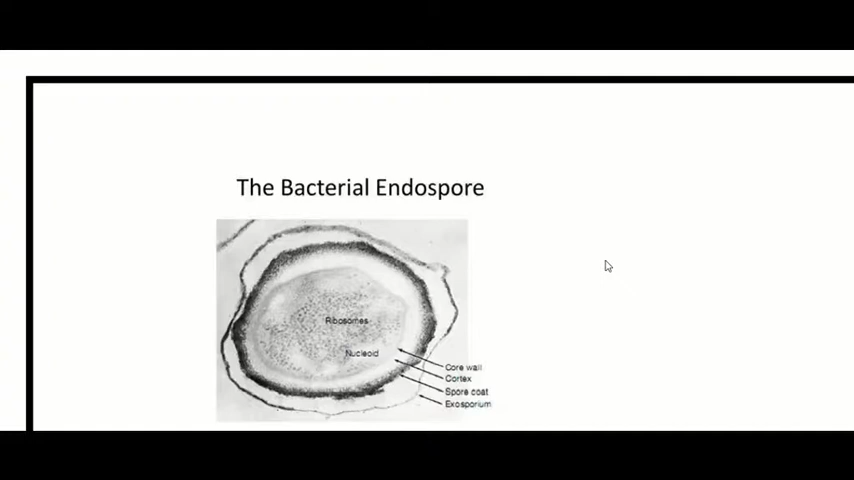 The Bacterial Endospore
Ribosomes
Nucleoid
Core wall
Cortex
Spore coat
Exosporium